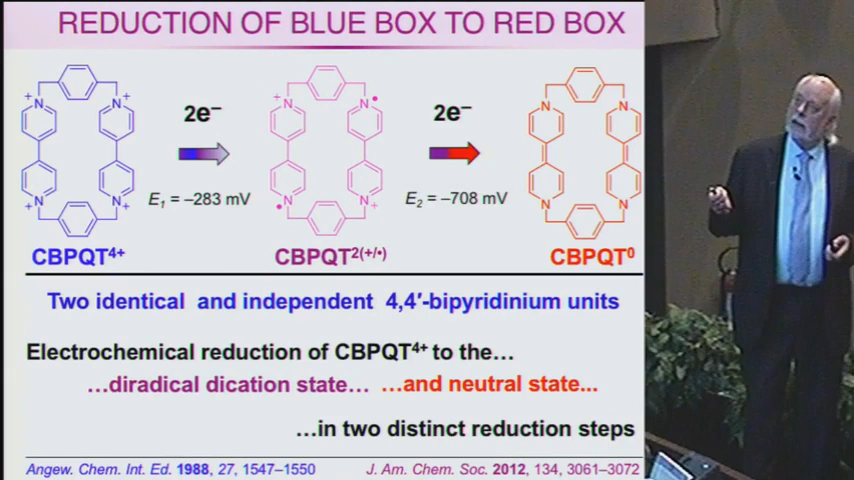 REDUCTION OF BLUE BOX TO RED BOX
2e⁻ 2e⁻
+ N N + + N N • N N
E₁ = –283 mV E₂ = –708 mV
+ N N + • N N + N N
CBPQT⁴⁺ CBPQT²⁽⁺ᐟ•⁾ CBPQT⁰
Two identical and independent 4,4′-bipyridinium units
Electrochemical reduction of CBPQT⁴⁺ to the…
…diradical dication state… …and neutral state...
…in two distinct reduction steps
Angew. Chem. Int. Ed. 1988, 27, 1547–1550 J. Am. Chem. Soc. 2012, 134, 3061–3072